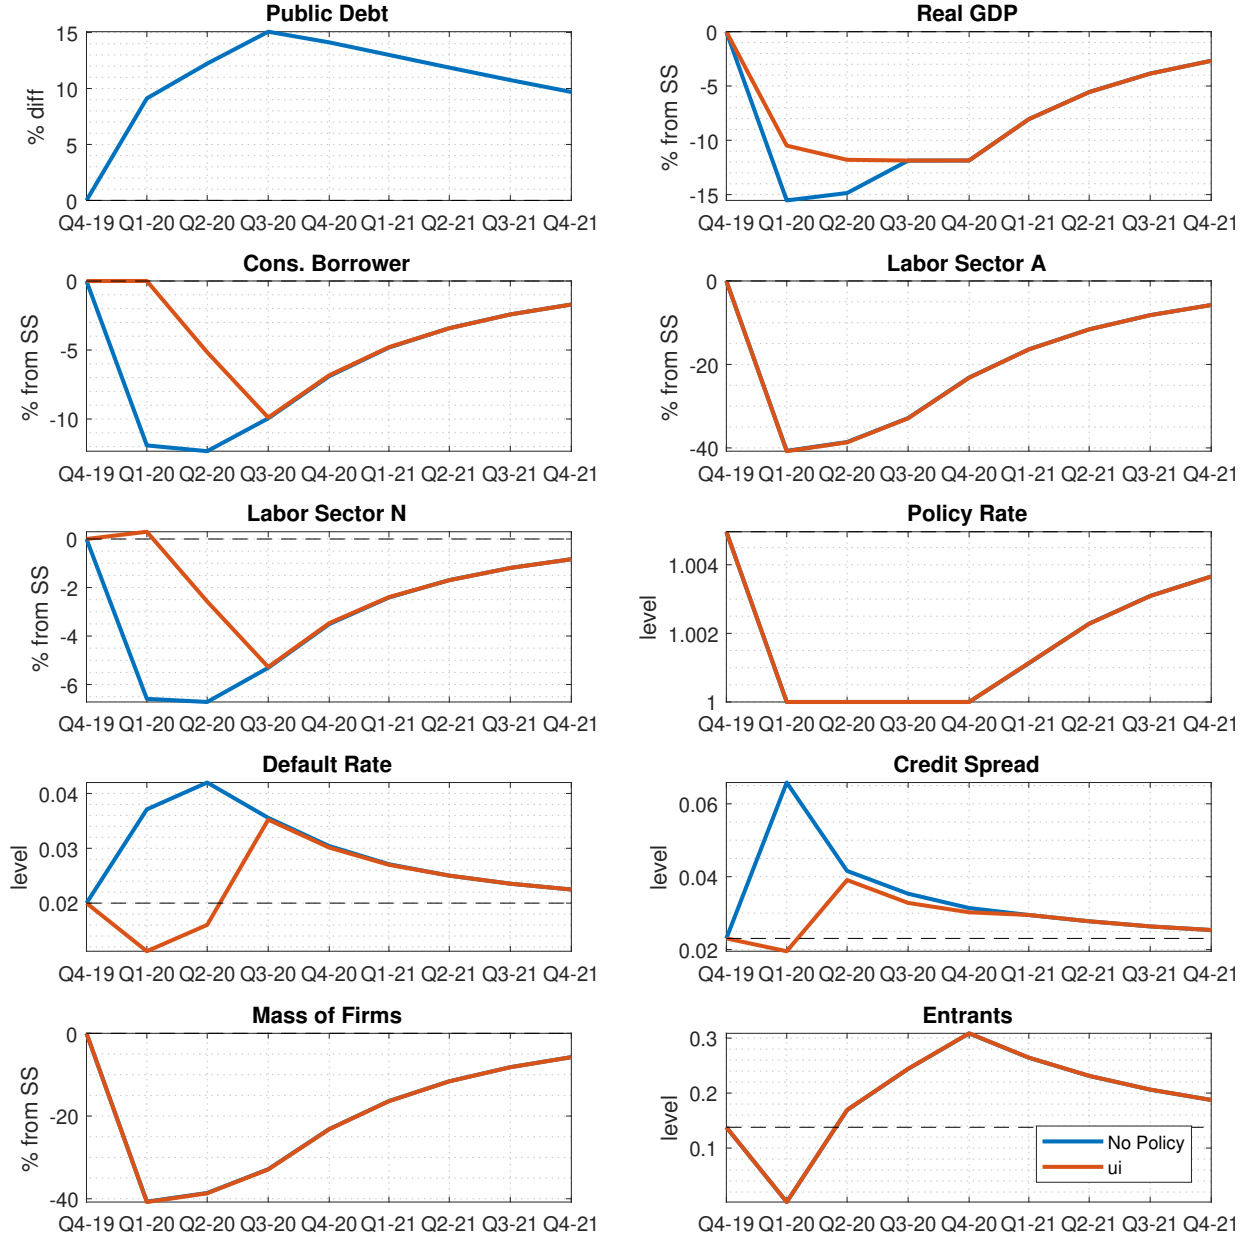 Public Debt
% diff
15
10
5
0
Q4-19 Q1-20 Q2-20 Q3-20 Q4-20 Q1-21 Q2-21 Q3-21 Q4-21
Real GDP
% from SS
0
-5
-10
-15
Q4-19 Q1-20 Q2-20 Q3-20 Q4-20 Q1-21 Q2-21 Q3-21 Q4-21
Cons. Borrower
% from SS
0
-5
-10
Q4-19 Q1-20 Q2-20 Q3-20 Q4-20 Q1-21 Q2-21 Q3-21 Q4-21
Labor Sector A
% from SS
0
-20
-40
Q4-19 Q1-20 Q2-20 Q3-20 Q4-20 Q1-21 Q2-21 Q3-21 Q4-21
Labor Sector N
% from SS
0
-2
-4
-6
Q4-19 Q1-20 Q2-20 Q3-20 Q4-20 Q1-21 Q2-21 Q3-21 Q4-21
Policy Rate
level
1.004
1.002
1
Q4-19 Q1-20 Q2-20 Q3-20 Q4-20 Q1-21 Q2-21 Q3-21 Q4-21
Default Rate
level
0.04
0.03
0.02
Q4-19 Q1-20 Q2-20 Q3-20 Q4-20 Q1-21 Q2-21 Q3-21 Q4-21
Credit Spread
level
0.06
0.04
0.02
Q4-19 Q1-20 Q2-20 Q3-20 Q4-20 Q1-21 Q2-21 Q3-21 Q4-21
Mass of Firms
% from SS
0
-20
-40
Q4-19 Q1-20 Q2-20 Q3-20 Q4-20 Q1-21 Q2-21 Q3-21 Q4-21
Entrants
level
0.3
0.2
0.1
No Policy
ui
Q4-19 Q1-20 Q2-20 Q3-20 Q4-20 Q1-21 Q2-21 Q3-21 Q4-21